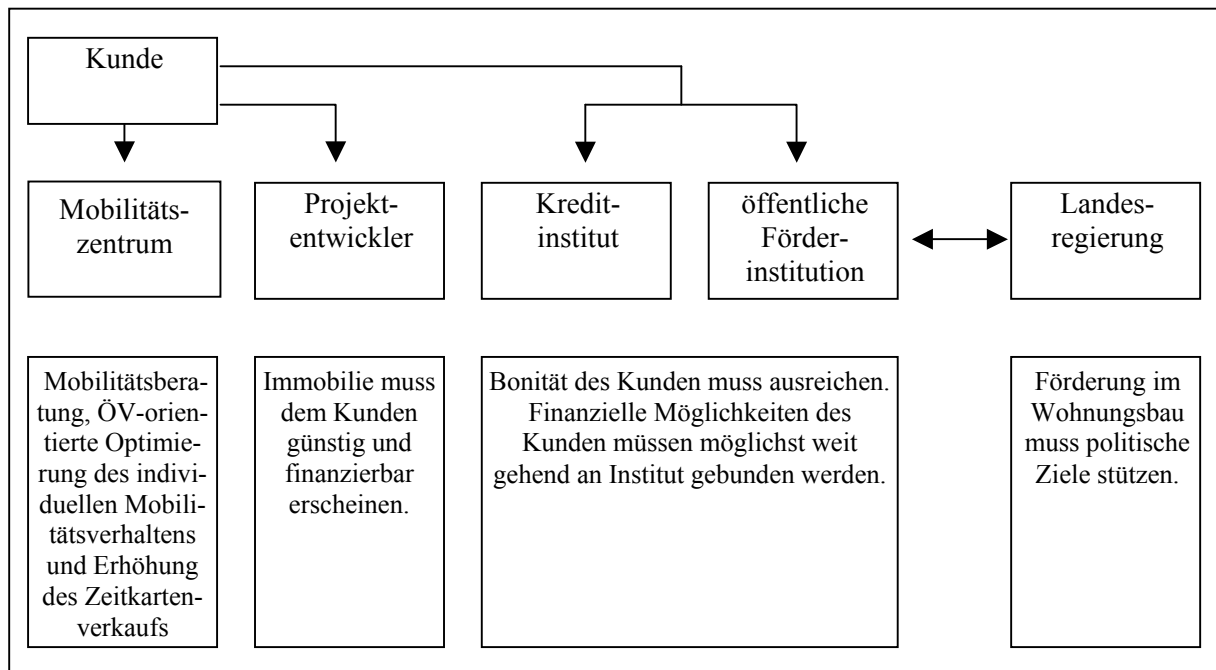 Kunde
Mobilitäts-
zentrum
Projekt-
entwickler
Kredit-
institut
öffentliche
Förder-
institution
Landes-
regierung
Mobilitätsbera-
tung, ÖV-orien-
tierte Optimie-
rung des indivi-
duellen Mobili-
tätsverhaltens
und Erhöhung
des Zeitkarten-
verkaufs
Immobilie muss
dem Kunden
günstig und
finanzierbar
erscheinen.
Bonität des Kunden muss ausreichen.
Finanzielle Möglichkeiten des
Kunden müssen möglichst weit
gehend an Institut gebunden werden.
Förderung im
Wohnungsbau
muss politische
Ziele stützen.